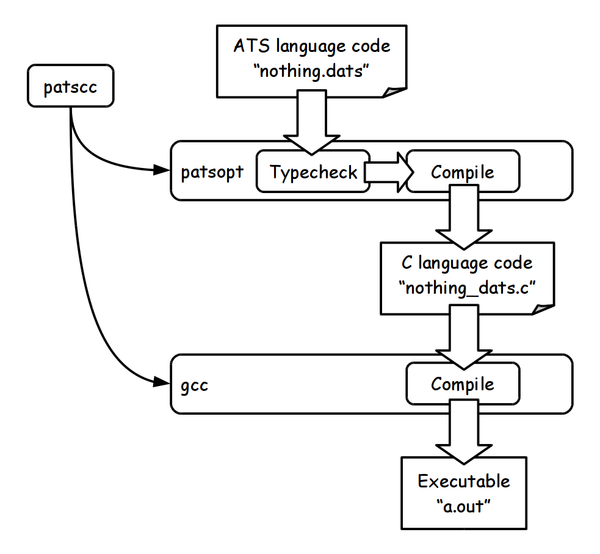 ATS language code
“nothing.dats”
patscc
patsopt
Typecheck
Compile
C language code
“nothing_dats.c”
gcc
Compile
Executable
“a.out”